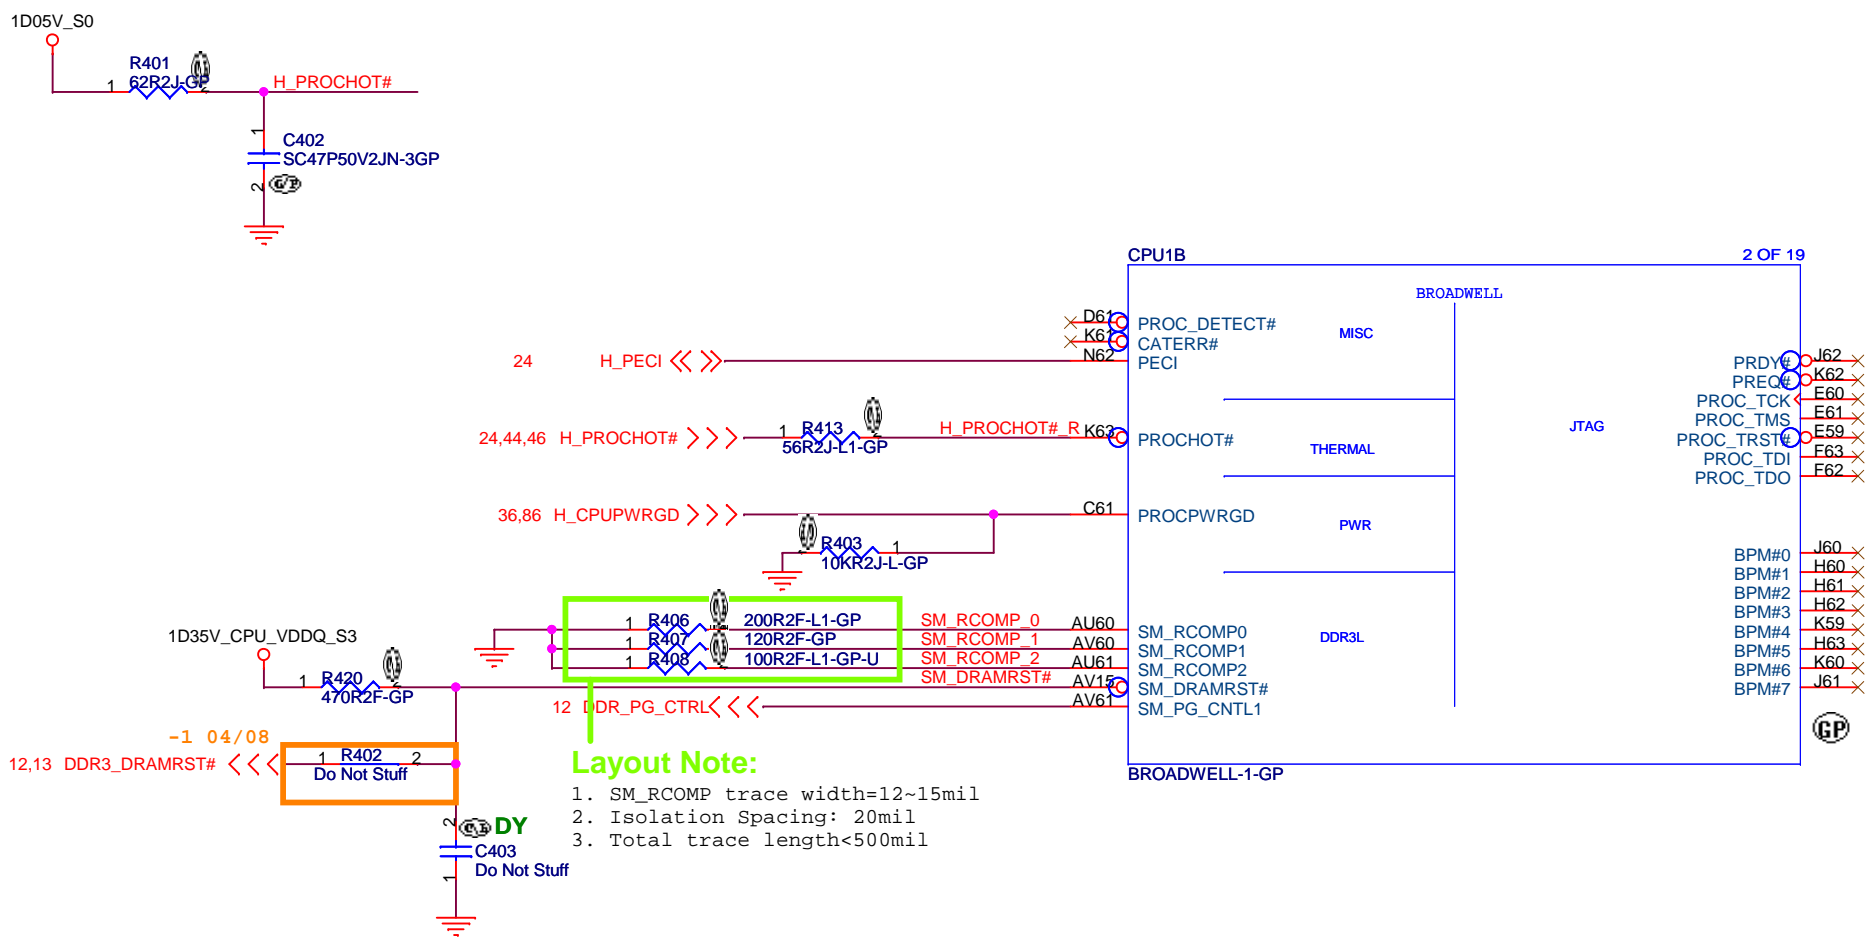 1D05V_S0
R401
62R2J-GP
1
2
H_PROCHOT#
1
C402
SC47P50V2JN-3GP
2
G/P
CPU1B
2 OF 19
BROADWELL
MISC
THERMAL
PWR
DDR3L
JTAG
D61
PROC_DETECT#
K61
CATERR#
24
H_PECI
N62
PECI
24,44,46
H_PROCHOT#
1
R413
2
56R2J-L1-GP
H_PROCHOT#_R
K63
PROCHOT#
36,86
H_CPUPWRGD
C61
PROCPWRGD
R403
1
10KR2J-L-GP
1
R406
200R2F-L1-GP
SM_RCOMP_0
AU60
SM_RCOMP0
1
R407
120R2F-GP
SM_RCOMP_1
AV60
SM_RCOMP1
1
R408
100R2F-L1-GP-U
SM_RCOMP_2
AU61
SM_RCOMP2
SM_DRAMRST#
AV15
SM_DRAMRST#
12
DDR_PG_CTRL
AV61
SM_PG_CNTL1
1D35V_CPU_VDDQ_S3
1
R420
2
470R2F-GP
-1 04/08
12,13
DDR3_DRAMRST#
1
R402
2
Do Not Stuff
2
DY
C403
1
Do Not Stuff
Layout Note:
1. SM_RCOMP trace width=12~15mil
2. Isolation Spacing: 20mil
3. Total trace length<500mil
PRDY#
J62
PREQ#
K62
PROC_TCK
E60
PROC_TMS
E61
PROC_TRST#
E59
PROC_TDI
F63
PROC_TDO
F62
BPM#0
J60
BPM#1
H60
BPM#2
H61
BPM#3
H62
BPM#4
K59
BPM#5
H63
BPM#6
K60
BPM#7
J61
GP
BROADWELL-1-GP